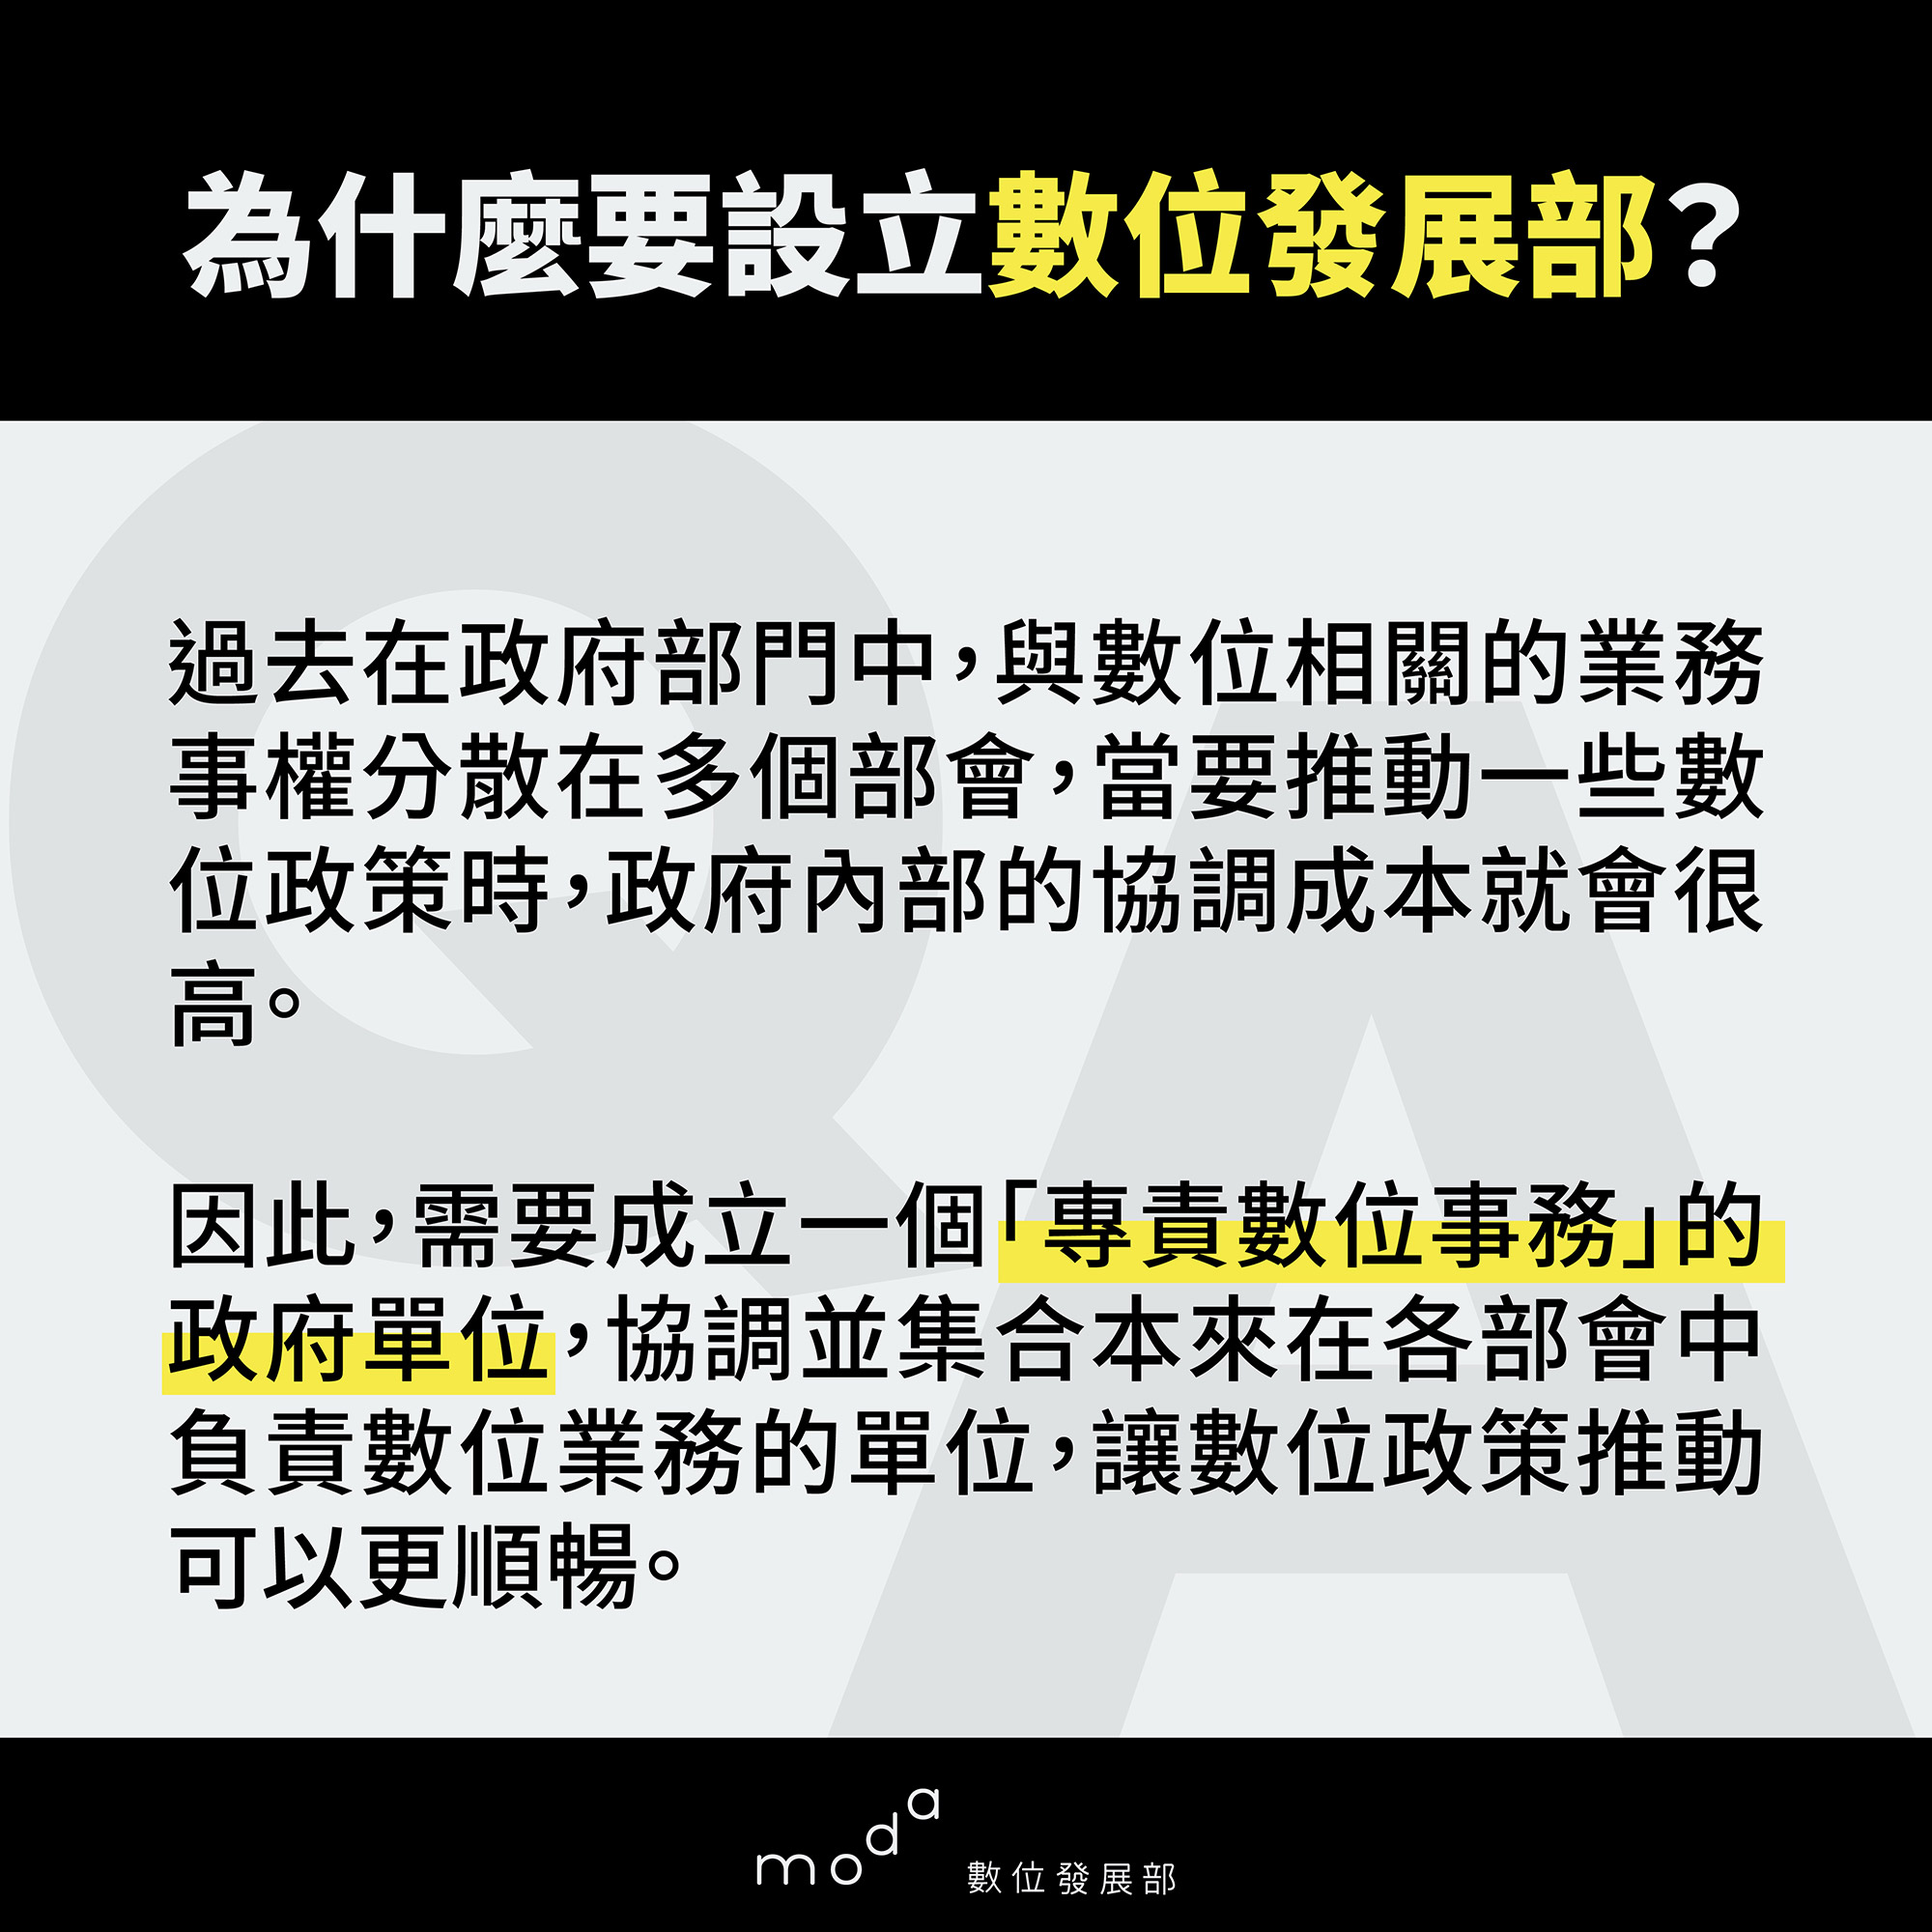 為什麼要設立數位發展部?
過去在政府部門中，與數位相關的業務
事權分散在多個部會，當要推動一些數
位政策時，政府內部的協調成本就會很
高。
因此，需要成立一個「專責數位事務」的
政府單位，協調並集合本來在各部會中
負責數位業務的單位，讓數位政策推動
可以更順暢。
moda 數位發展部